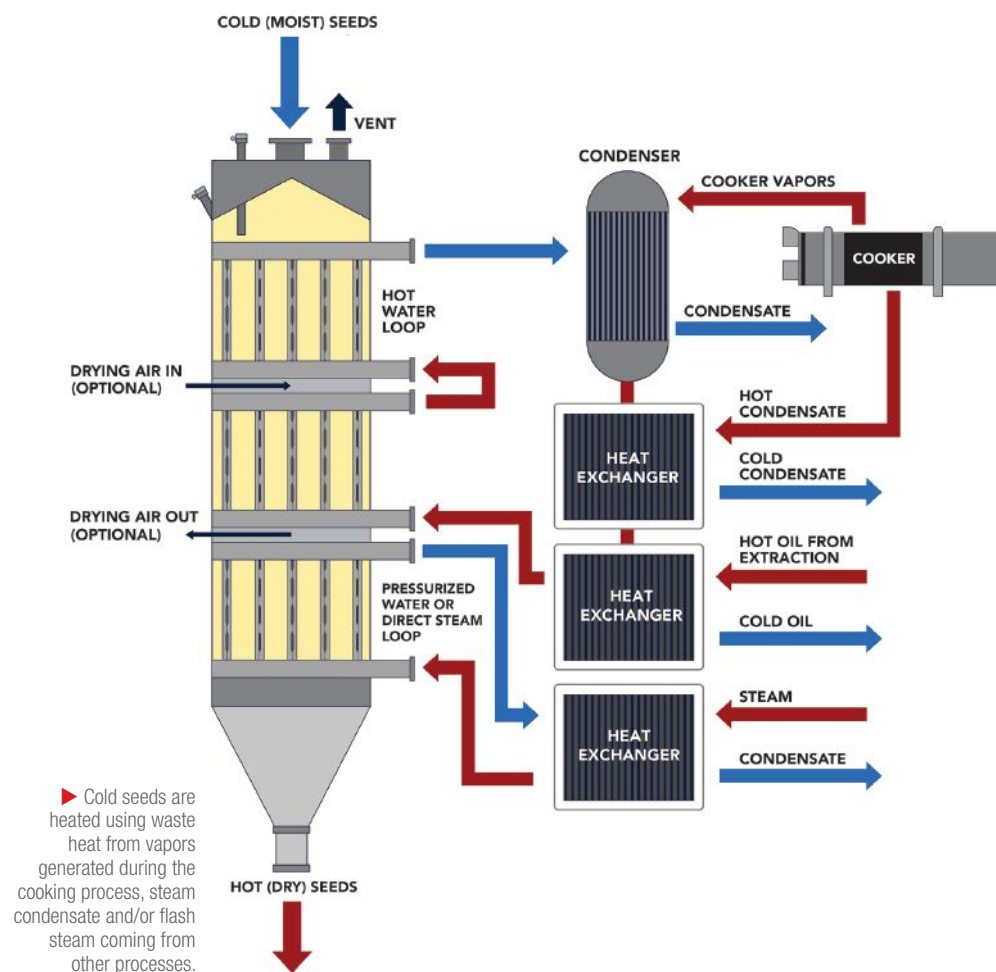 COLD (MOIST) SEEDS
VENT
CONDENSER
COOKER VAPORS
COOKER
HOT
WATER
LOOP
CONDENSATE
DRYING AIR IN
(OPTIONAL)
HOT
CONDENSATE
HEAT
EXCHANGER
COLD
CONDENSATE
DRYING AIR OUT
(OPTIONAL)
HOT OIL FROM
EXTRACTION
PRESSURIZED
WATER OR
DIRECT STEAM
LOOP
HEAT
EXCHANGER
COLD OIL
STEAM
HEAT
EXCHANGER
CONDENSATE
▶ Cold seeds are
heated using waste
heat from vapors
generated during the
cooking process, steam
condensate and/or flash
steam coming from
other processes.
HOT (DRY) SEEDS